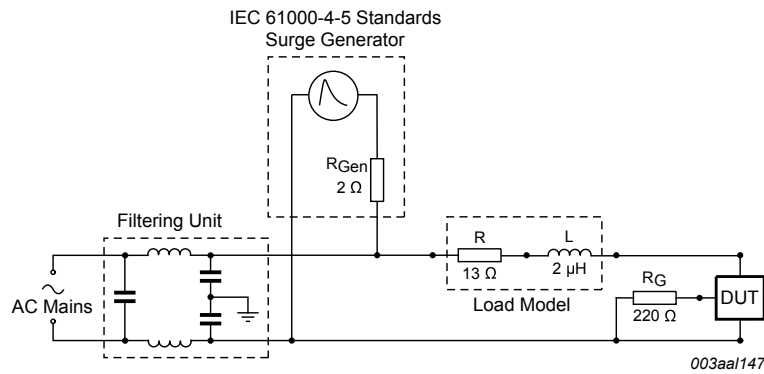 IEC 61000-4-5 Standards
Surge Generator
RGen
2 Ω
Filtering Unit
R
L
13 Ω
2 μH
Load Model
AC Mains
RG
220 Ω
DUT
003aal147